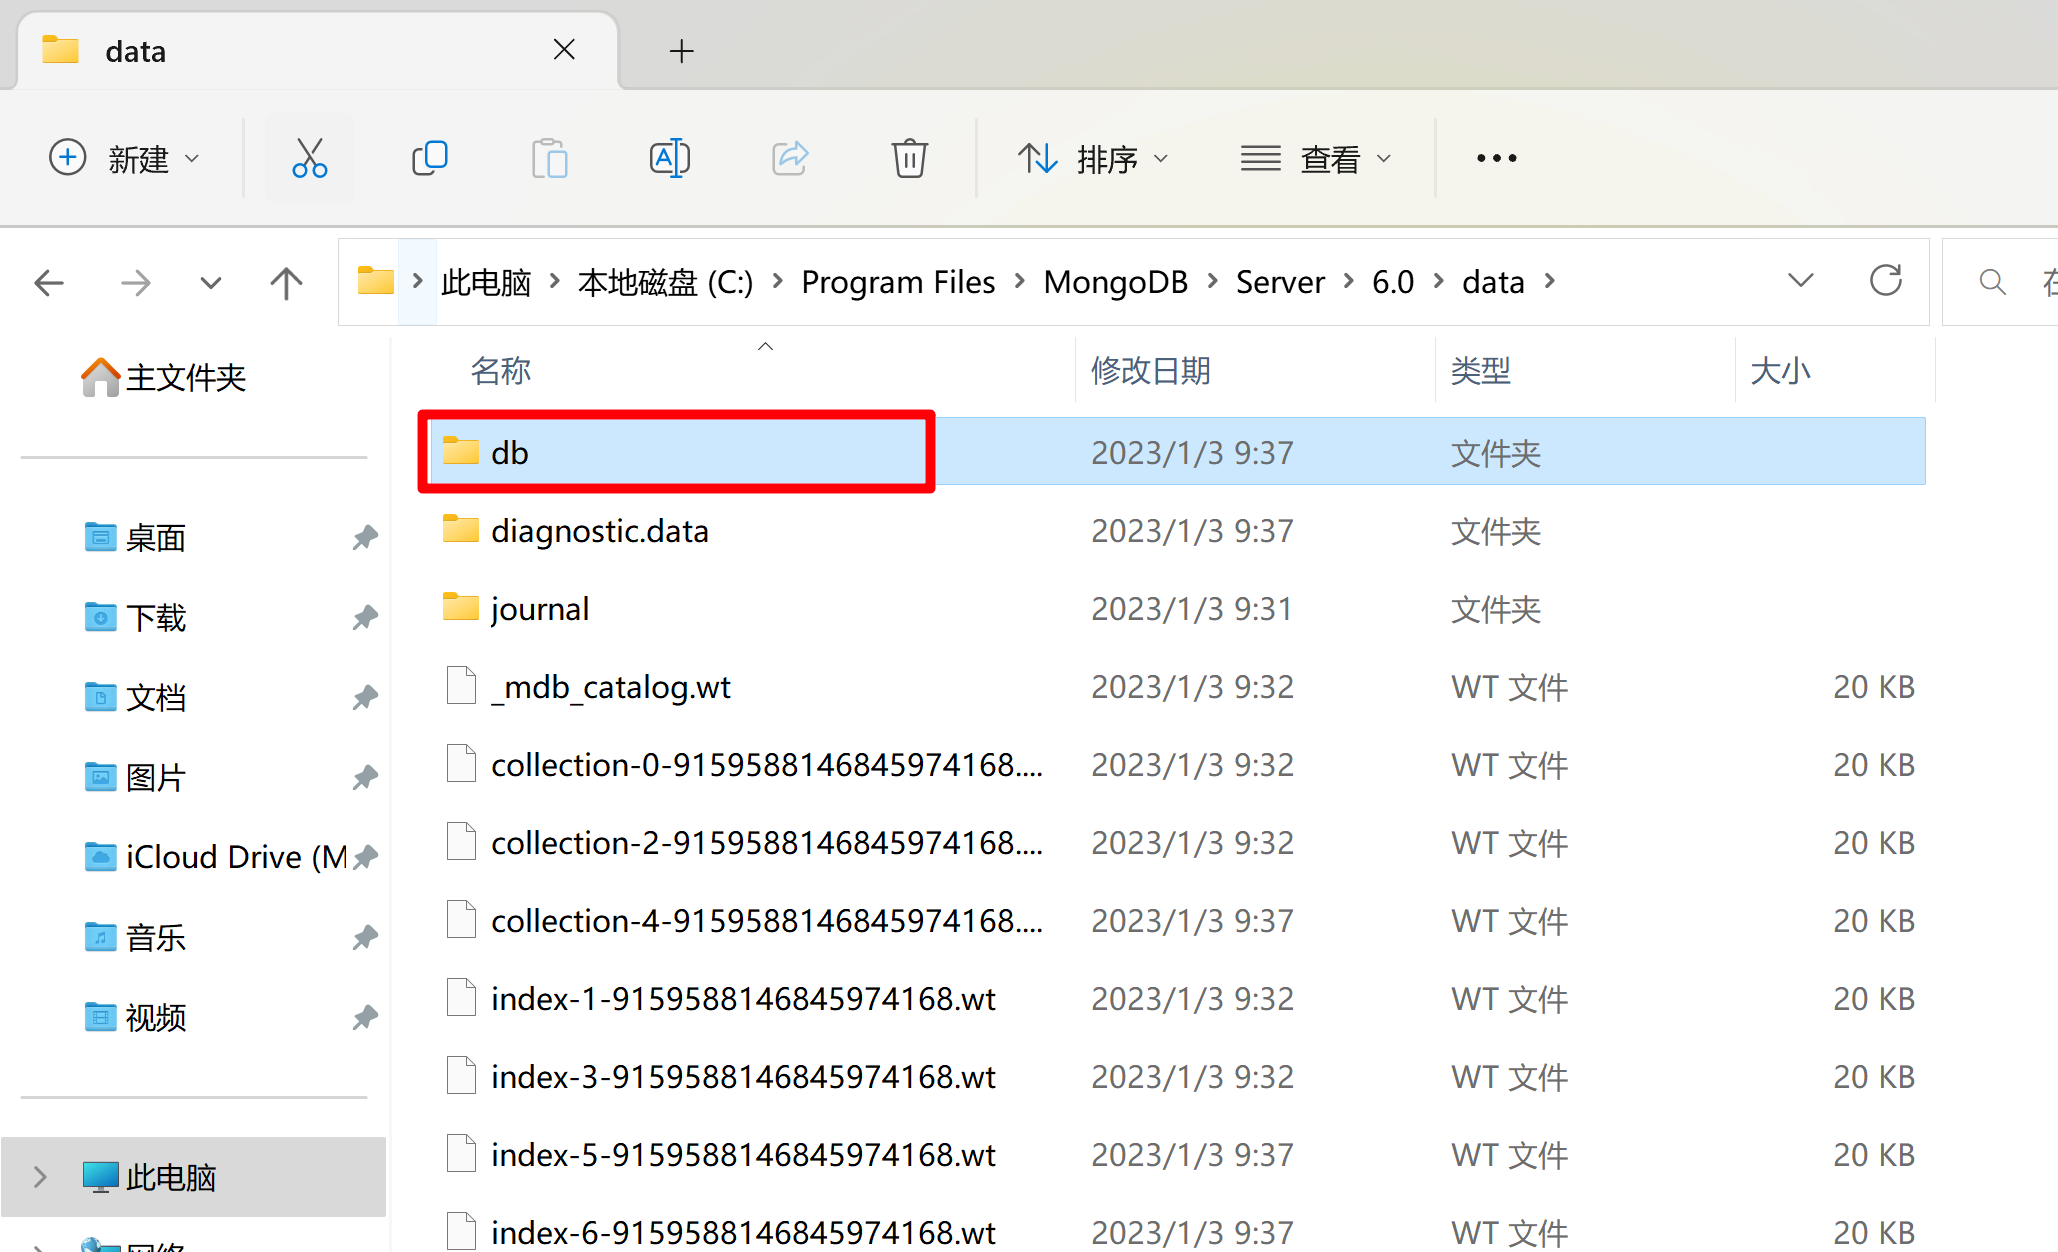 data
新建
排序
查看
此电脑 本地磁盘 (C:) Program Files MongoDB Server 6.0 data
名称 修改日期 类型 大小
主文件夹
桌面
下载
文档
图片
iCloud Drive (M
音乐
视频
此电脑
db 2023/1/3 9:37 文件夹
diagnostic.data 2023/1/3 9:37 文件夹
journal 2023/1/3 9:31 文件夹
_mdb_catalog.wt 2023/1/3 9:32 WT 文件 20 KB
collection-0-9159588146845974168.... 2023/1/3 9:32 WT 文件 20 KB
collection-2-9159588146845974168.... 2023/1/3 9:32 WT 文件 20 KB
collection-4-9159588146845974168.... 2023/1/3 9:37 WT 文件 20 KB
index-1-9159588146845974168.wt 2023/1/3 9:32 WT 文件 20 KB
index-3-9159588146845974168.wt 2023/1/3 9:32 WT 文件 20 KB
index-5-9159588146845974168.wt 2023/1/3 9:37 WT 文件 20 KB
index-6-9159588146845974168.wt 2023/1/3 9:37 WT 文件 20 KB